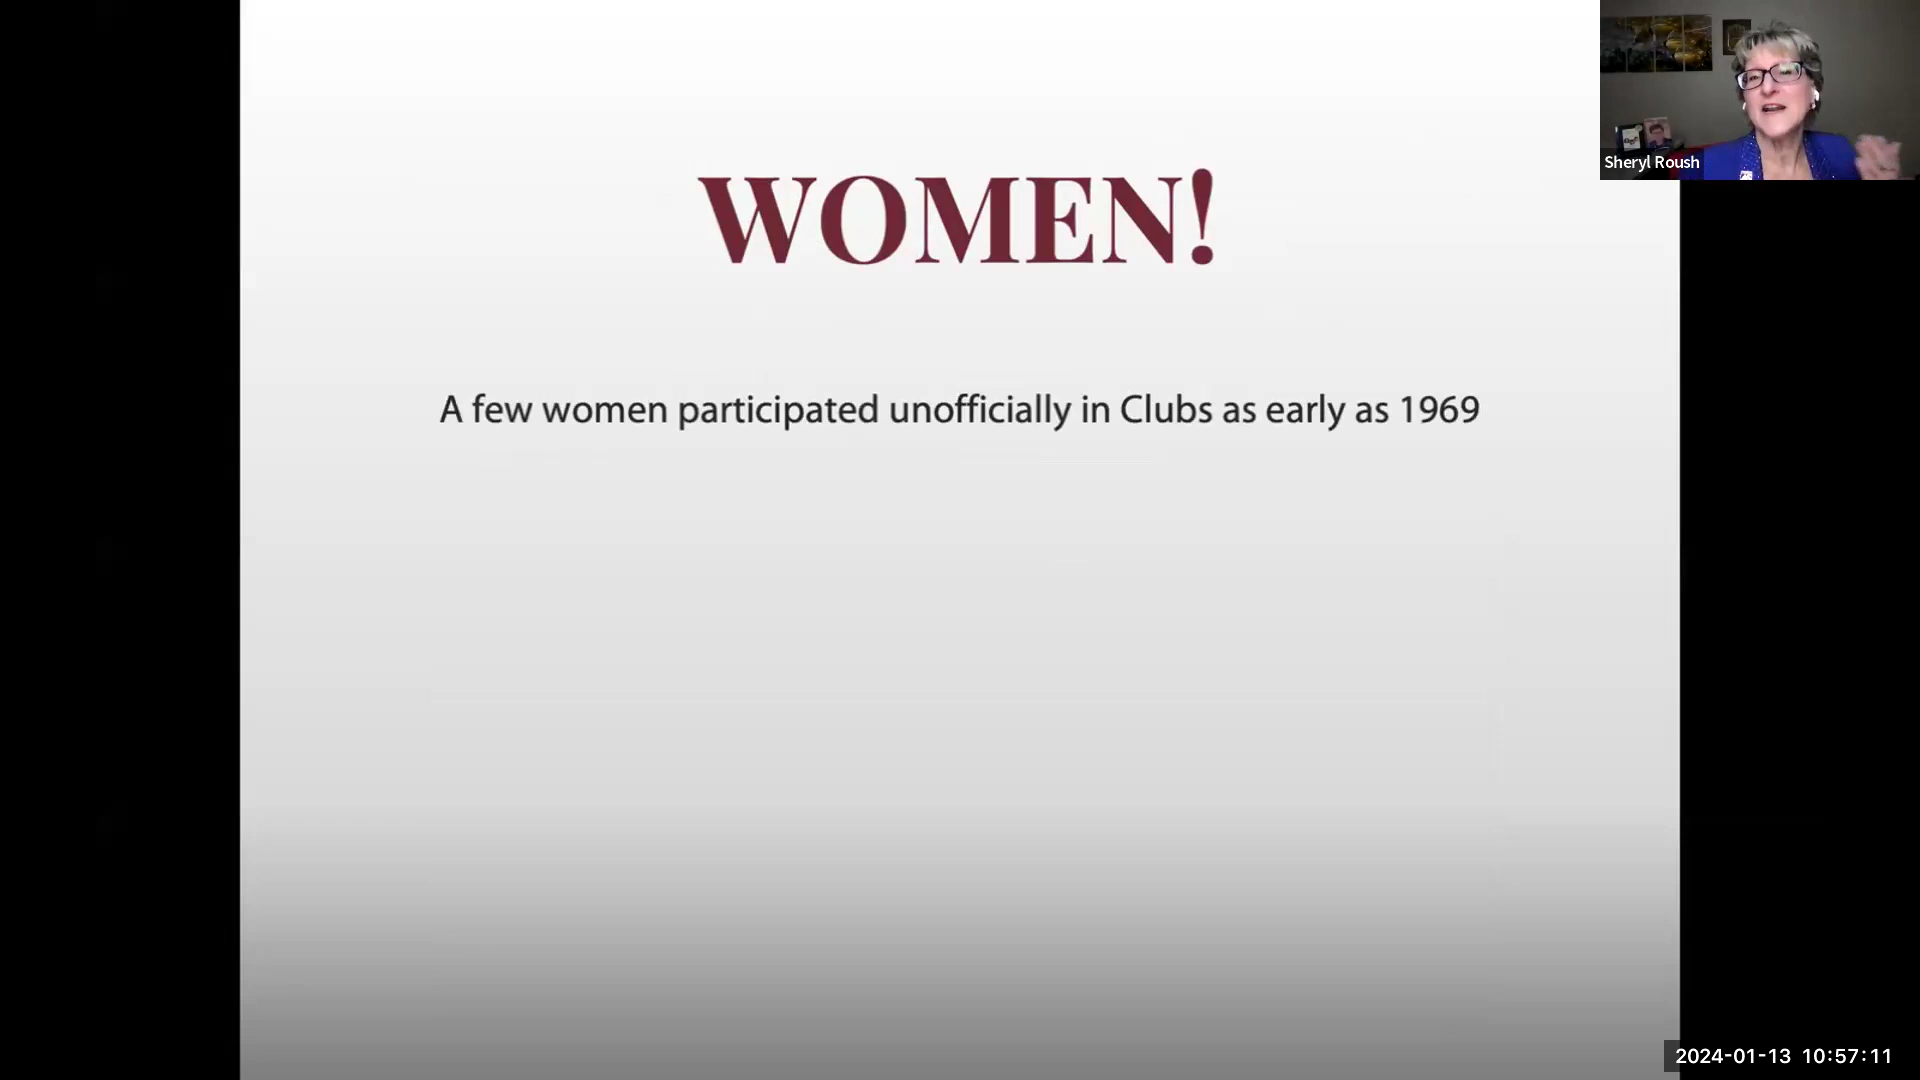 WOMEN!
A few women participated unofficially in Clubs as early as 1969
Sheryl Roush
2024-01-13 10:57:11